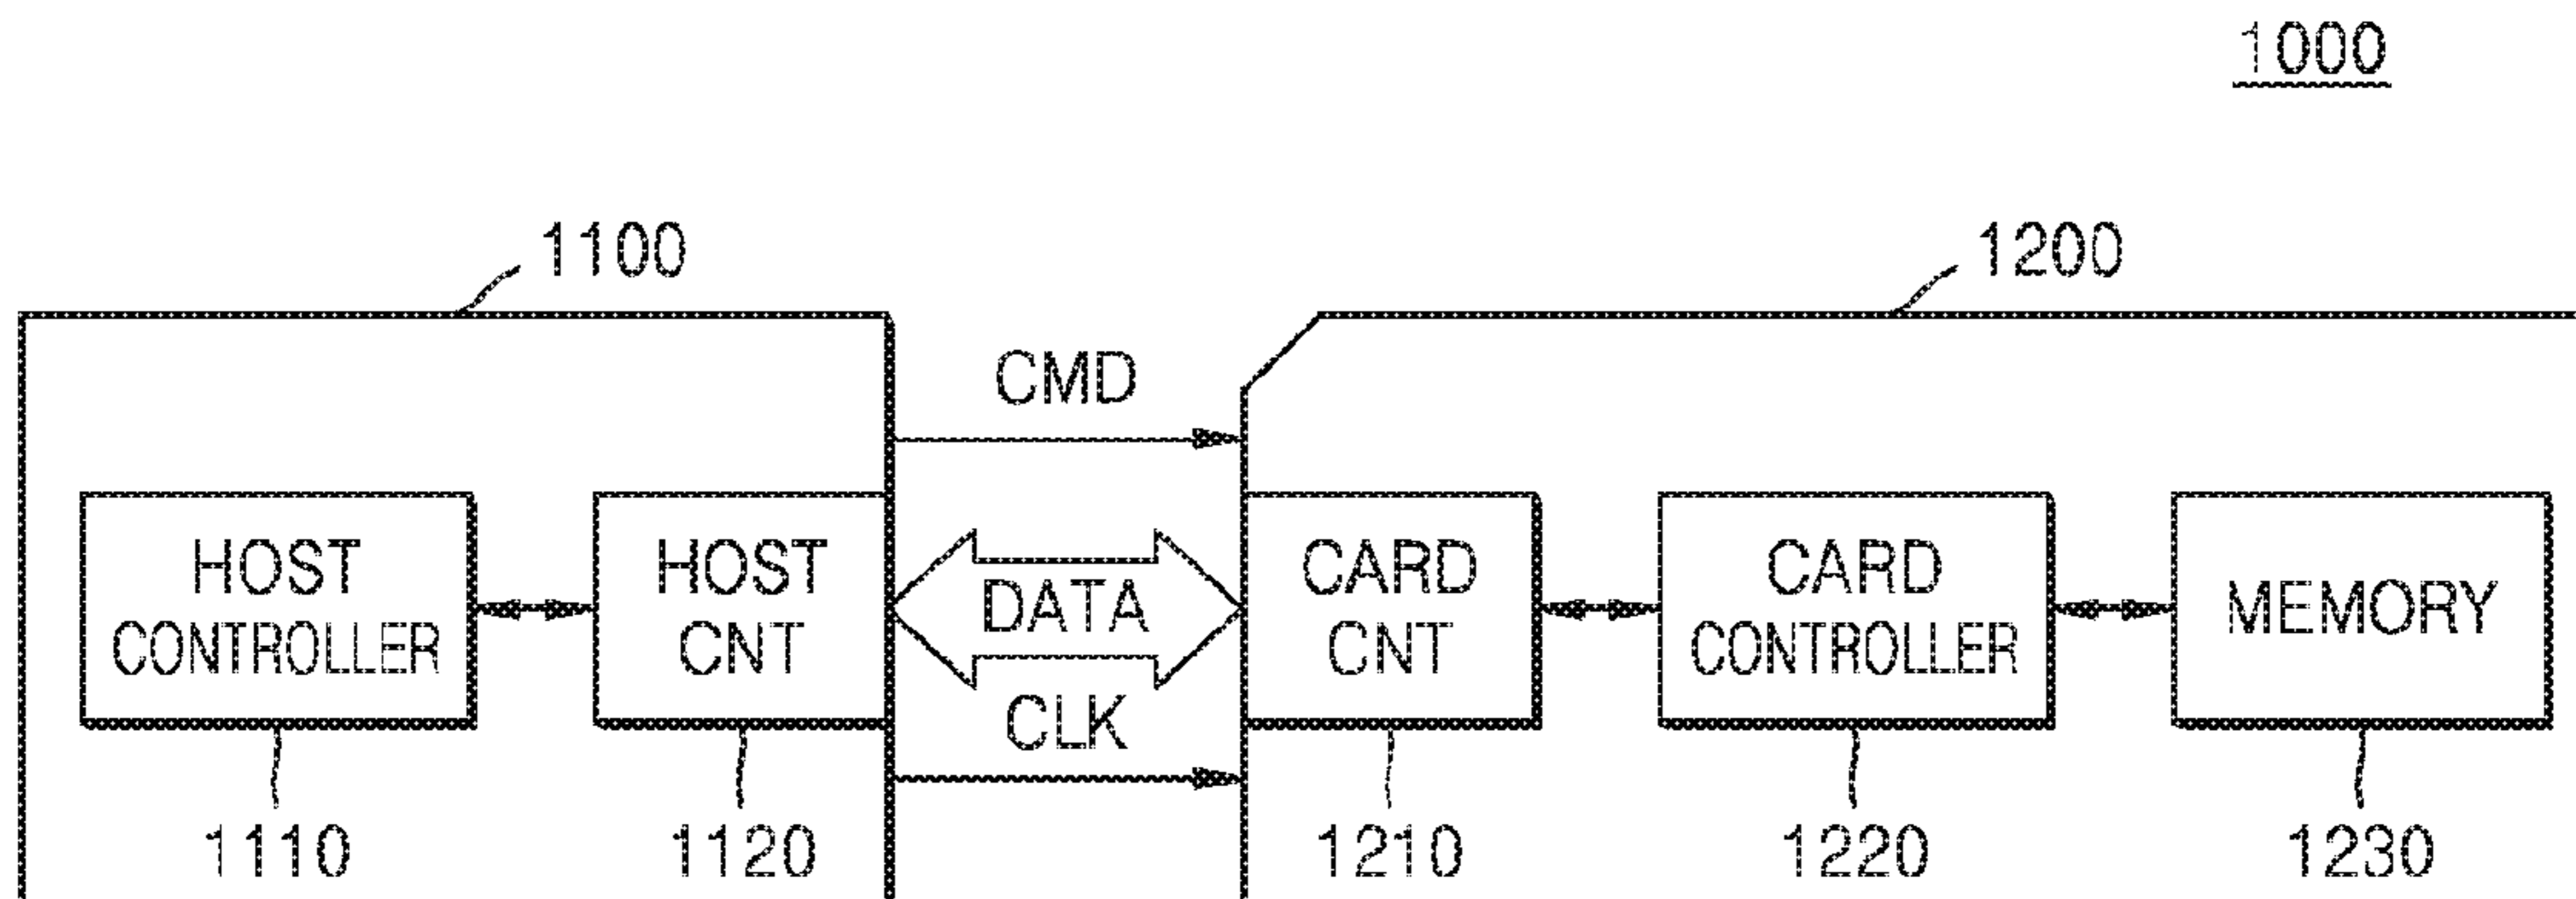 1000
1100
1200
CMD
HOST
CONTROLLER
HOST
CNT
DATA
CARD
CNT
CARD
CONTROLLER
MEMORY
CLK
1110
1120
1210
1220
1230